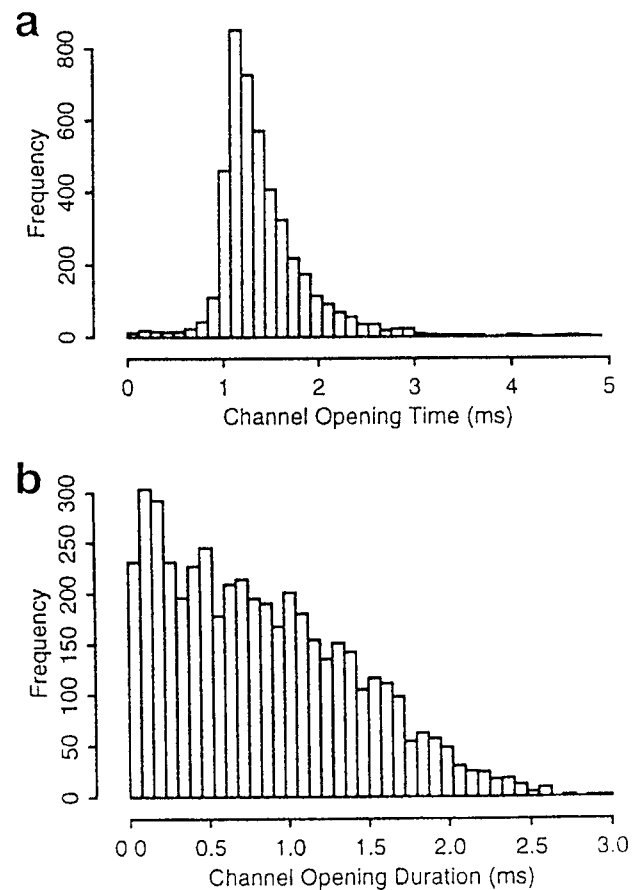 a
Frequency
800
600
400
200
0
0 1 2 3 4 5
Channel Opening Time (ms)
b
Frequency
300
250
200
150
100
50
0
0 0 0.5 1.0 1.5 2.0 2.5 3.0
Channel Opening Duration (ms)